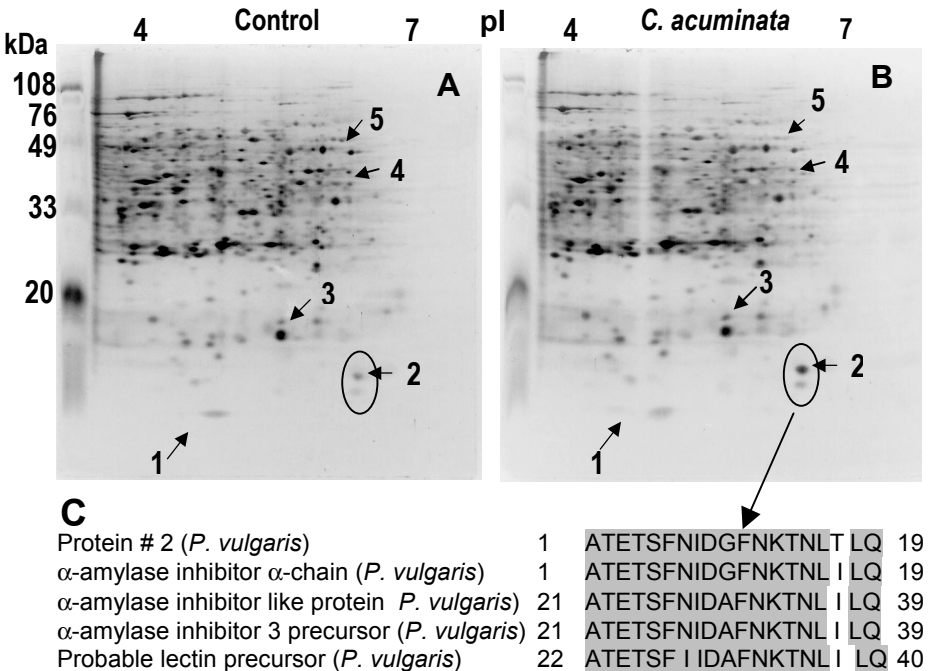 4 Control 7 pI 4 C. acuminata 7
kDa
A B
108
76
49
33
20
5
4
3
2
1
5
4
3
2
1
C
Protein # 2 (P. vulgaris) 1 ATETSFNIDGFNKTNLT LQ 19
α-amylase inhibitor α-chain (P. vulgaris) 1 ATETSFNIDGFNKTNL I LQ 19
α-amylase inhibitor like protein P. vulgaris) 21 ATETSFNIDAFNKTNL I LQ 39
α-amylase inhibitor 3 precursor (P. vulgaris) 21 ATETSFNIDAFNKTNL I LQ 39
Probable lectin precursor (P. vulgaris) 22 ATETSF I IDAFNKTNL I LQ 40